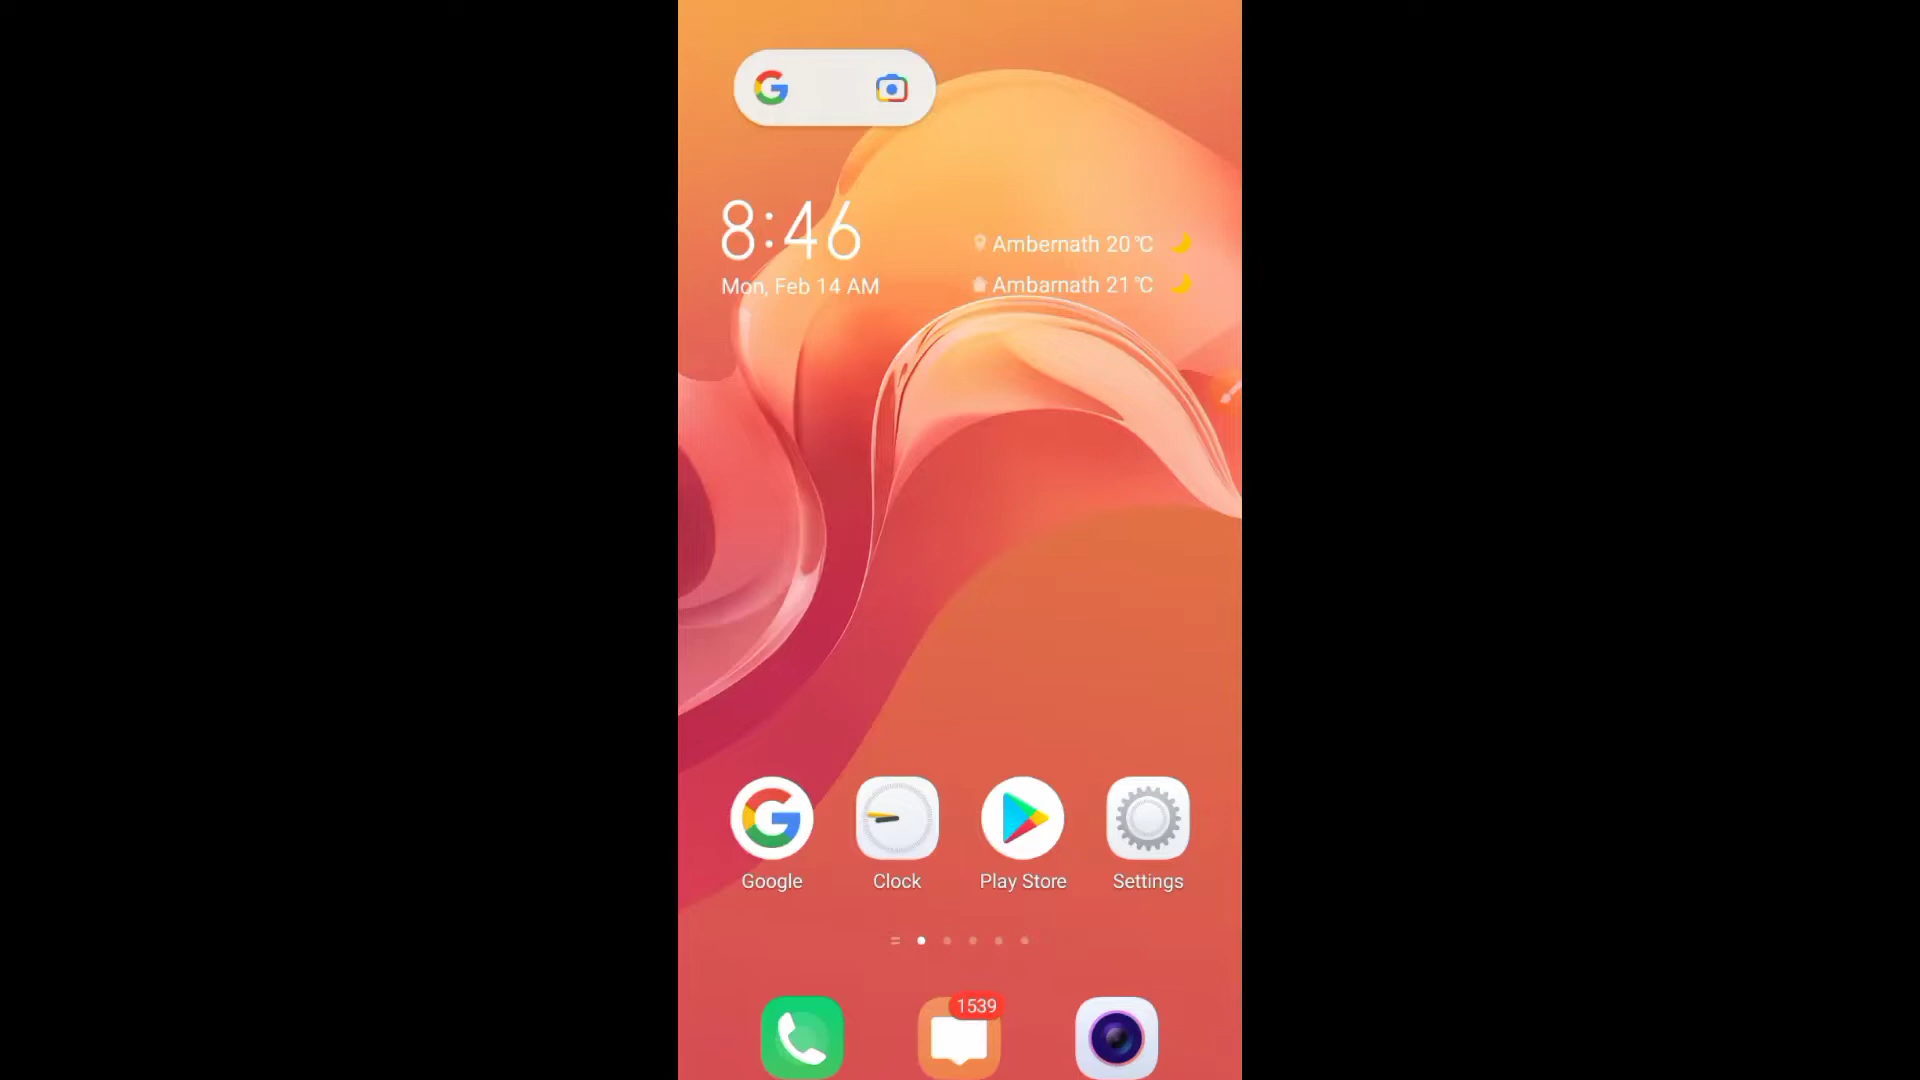 8:46
Mon, Feb 14 AM
Ambernath 20℃
Ambarnath 21℃
Google
Clock
Play Store
Settings
1539